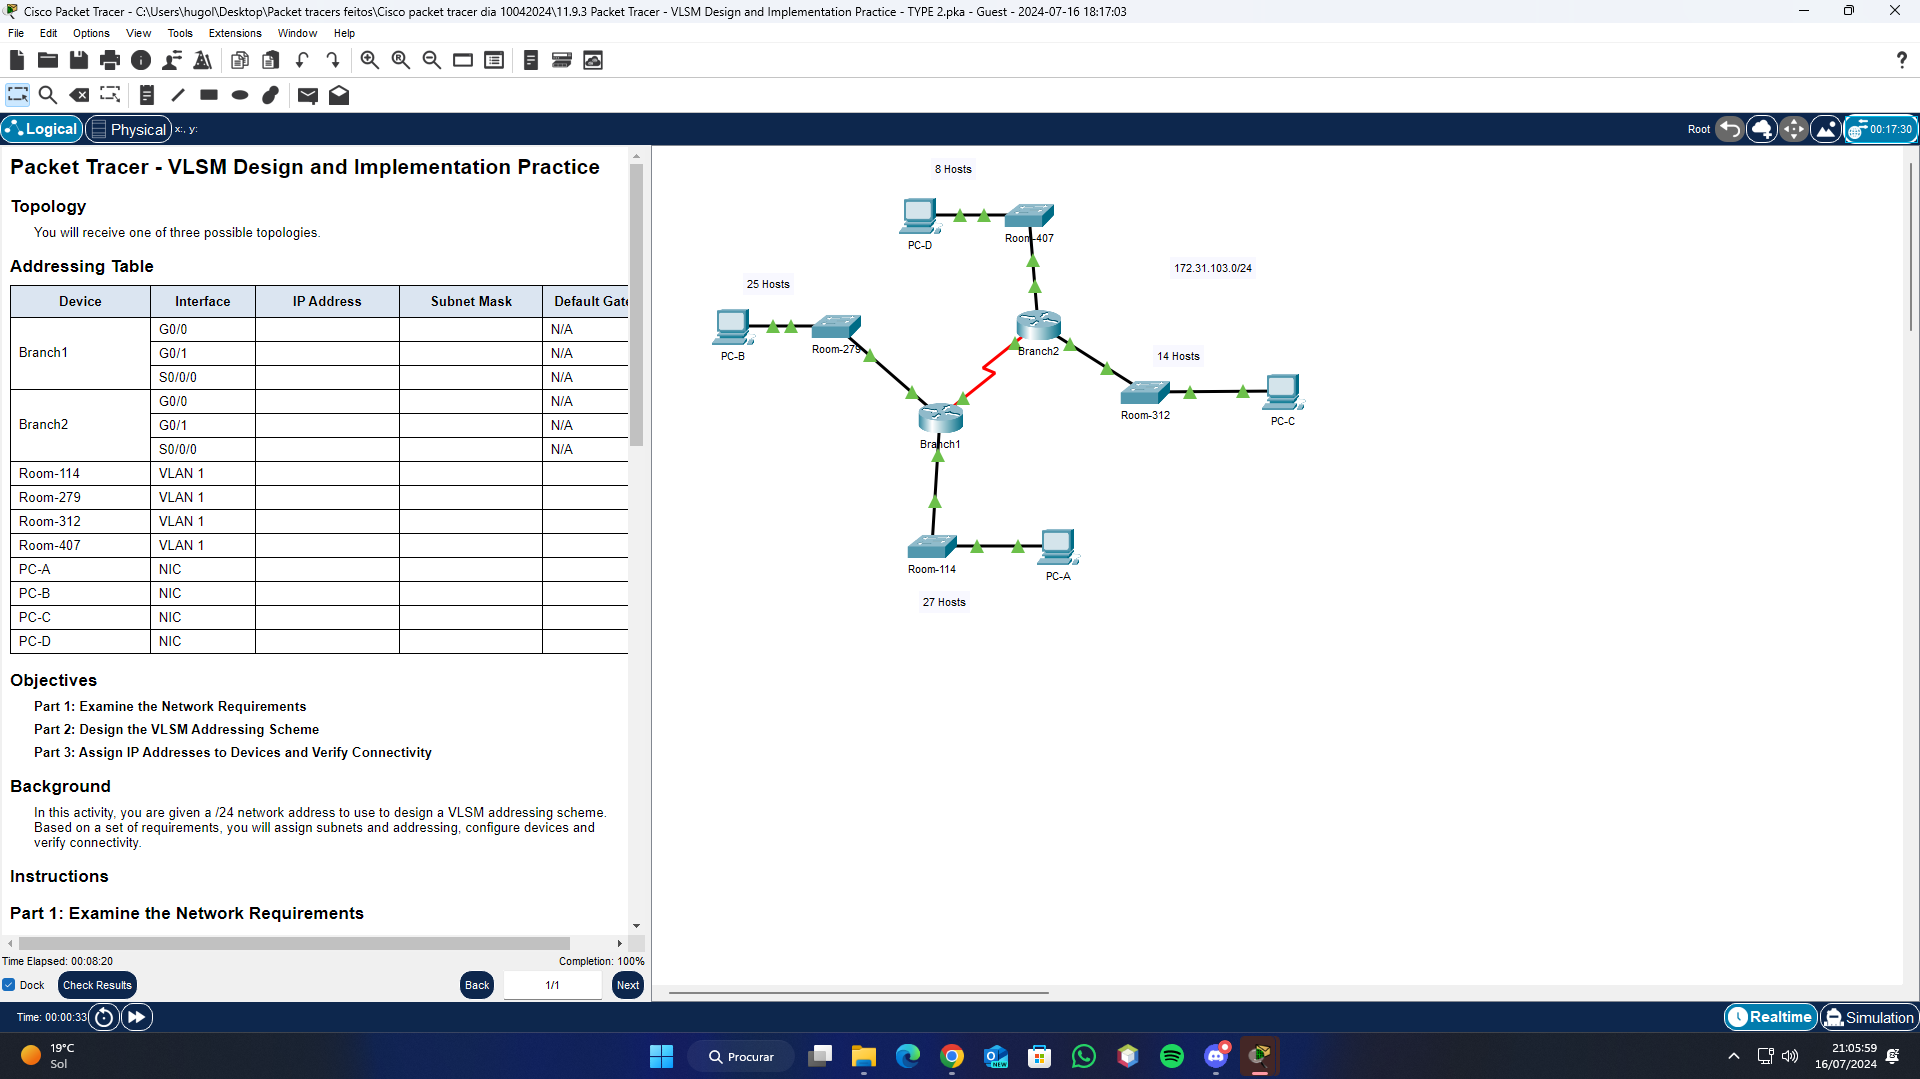 Cisco Packet Tracer - C:\Users\hugol\Desktop\Packet tracers feitos\Cisco packet tracer dia 10042024\11.9.3 Packet Tracer - VLSM Design and Implementation Practice - TYPE 2.pka - Guest - 2024-07-16 18:17:03
File Edit Options View Tools Extensions Window Help
?
Logical Physical x:, y: Root 00:17:30
Packet Tracer - VLSM Design and Implementation Practice
Topology
You will receive one of three possible topologies.
Addressing Table
Device Interface IP Address Subnet Mask Default Gate
Branch1 G0/0 N/A
G0/1 N/A
S0/0/0 N/A
Branch2 G0/0 N/A
G0/1 N/A
S0/0/0 N/A
Room-114 VLAN 1
Room-279 VLAN 1
Room-312 VLAN 1
Room-407 VLAN 1
PC-A NIC
PC-B NIC
PC-C NIC
PC-D NIC
Objectives
Part 1: Examine the Network Requirements
Part 2: Design the VLSM Addressing Scheme
Part 3: Assign IP Addresses to Devices and Verify Connectivity
Background
In this activity, you are given a /24 network address to use to design a VLSM addressing scheme.
Based on a set of requirements, you will assign subnets and addressing, configure devices and
verify connectivity.
Instructions
Part 1: Examine the Network Requirements
Time Elapsed: 00:08:20 Completion: 100%
Dock Check Results Back 1/1 Next
8 Hosts
PC-D
Room-407
172.31.103.0/24
25 Hosts
PC-B
Room-279
Branch2
14 Hosts
Room-312
PC-C
Branch1
Room-114
PC-A
27 Hosts
Time: 00:00:33 Realtime Simulation
19°C
Sol
Procurar
NEW
21:05:59
16/07/2024